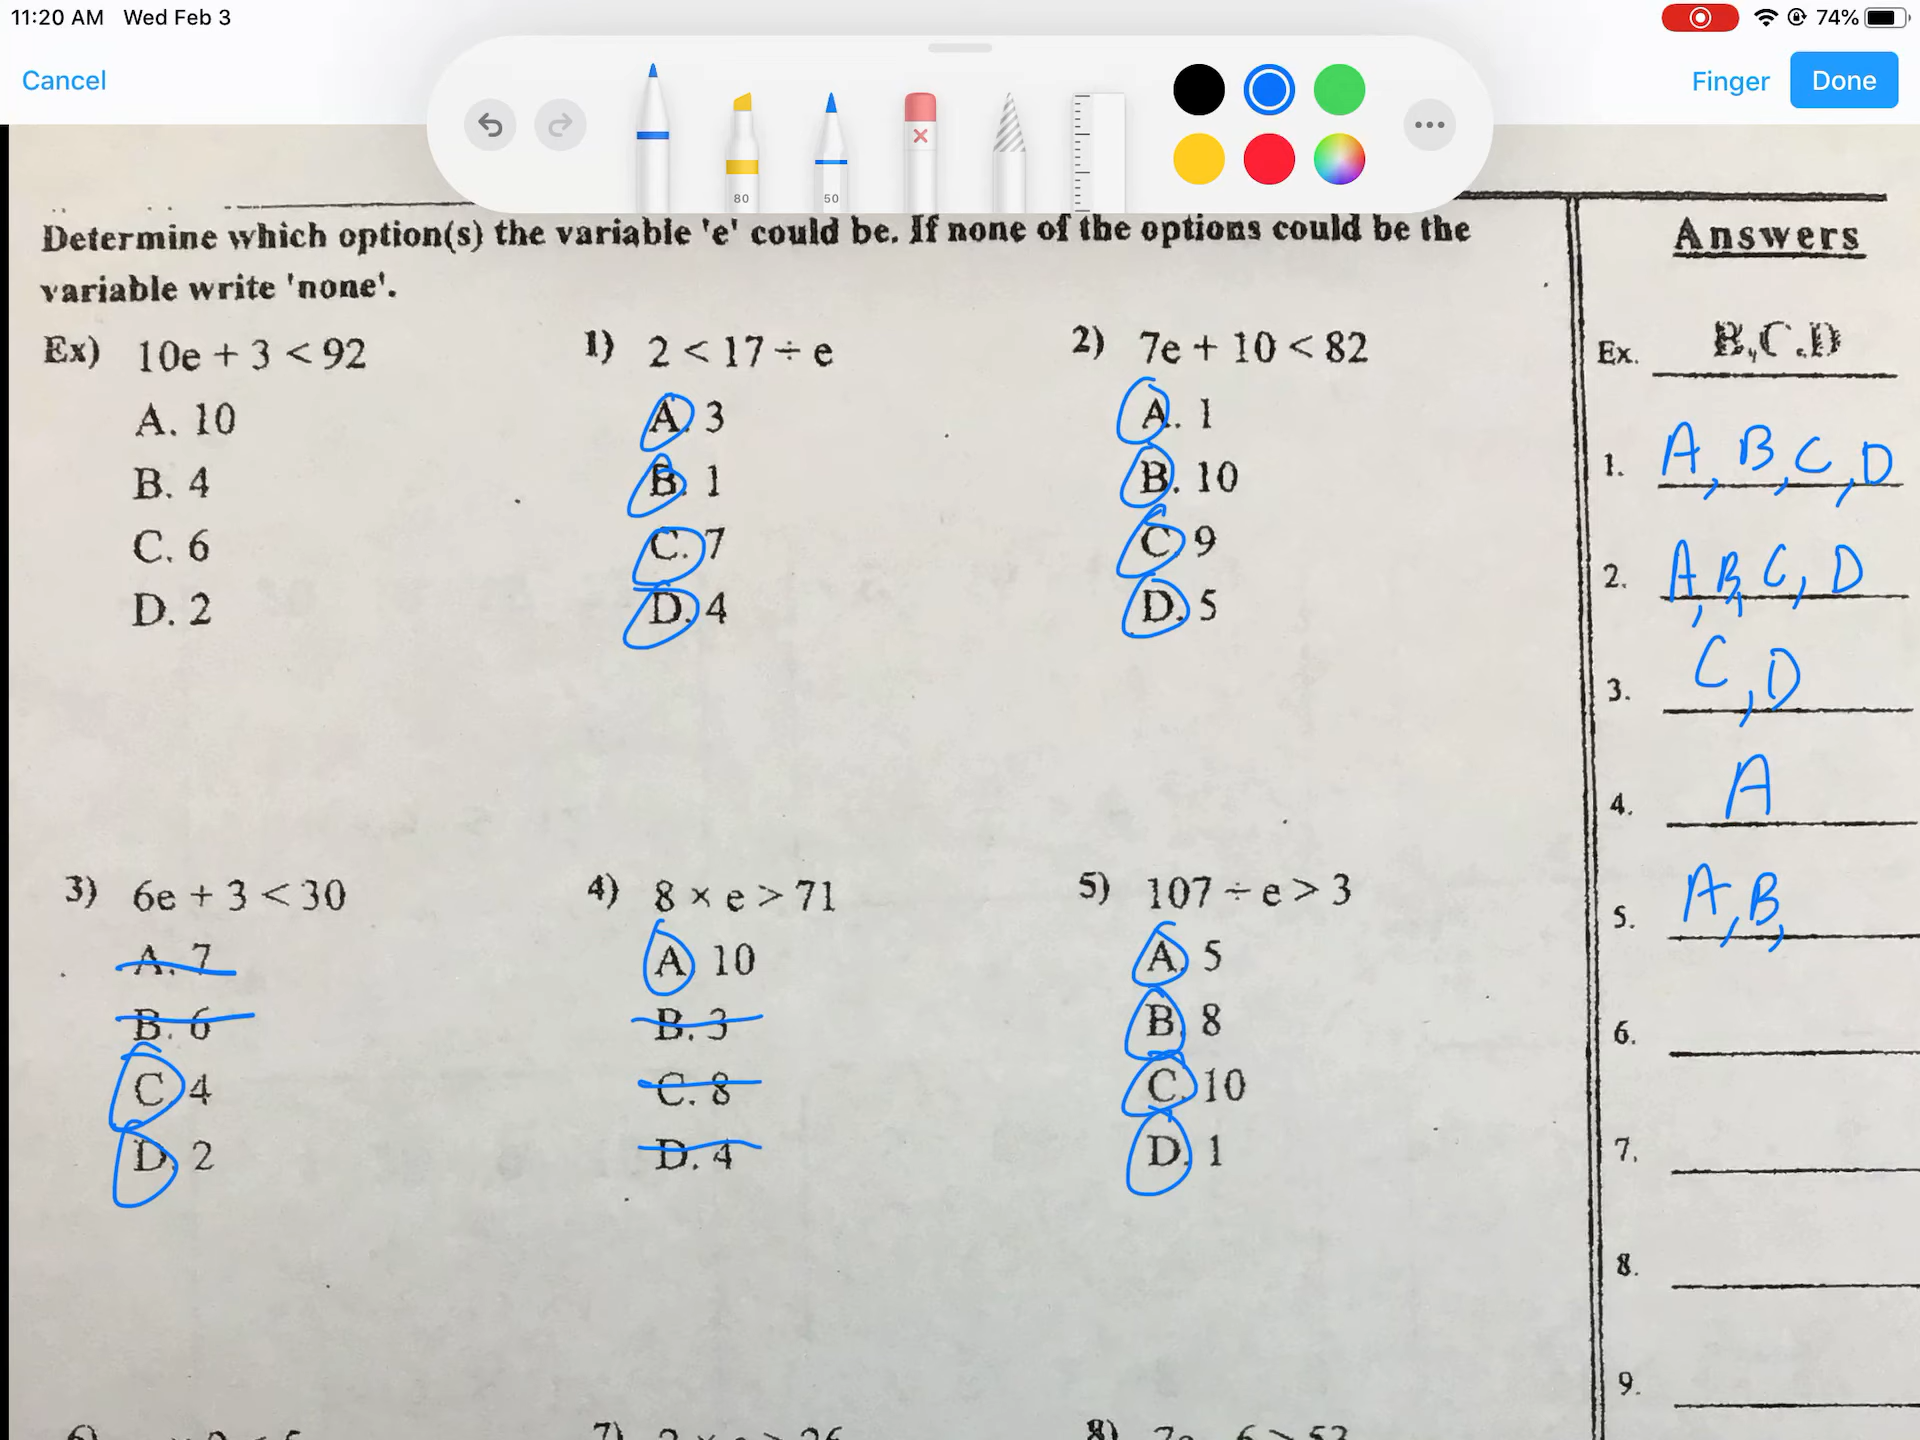 11:20 AM Wed Feb 3
74%
Cancel
Finger
Done
80
50
Determine which option(s) the variable 'e' could be. If none of the options could be the
variable write 'none'.
Answers
Ex) 10e + 3 < 92
A. 10
B. 4
C. 6
D. 2
1) 2 < 17 ÷ e
A. 3
B. 1
C. 7
D. 4
2) 7e + 10 < 82
A. 1
B. 10
C. 9
D. 5
3) 6e + 3 < 30
A. 7
B. 6
C. 4
D. 2
4) 8 × e > 71
A. 10
B. 3
C. 8
D. 4
5) 107 ÷ e > 3
A. 5
B. 8
C. 10
D. 1
6)
7)
8)
Ex. B,C,D
1. A, B, C, D
2. A, B, C, D
3. C, D
4. A
5. A, B,
6.
7.
8.
9.